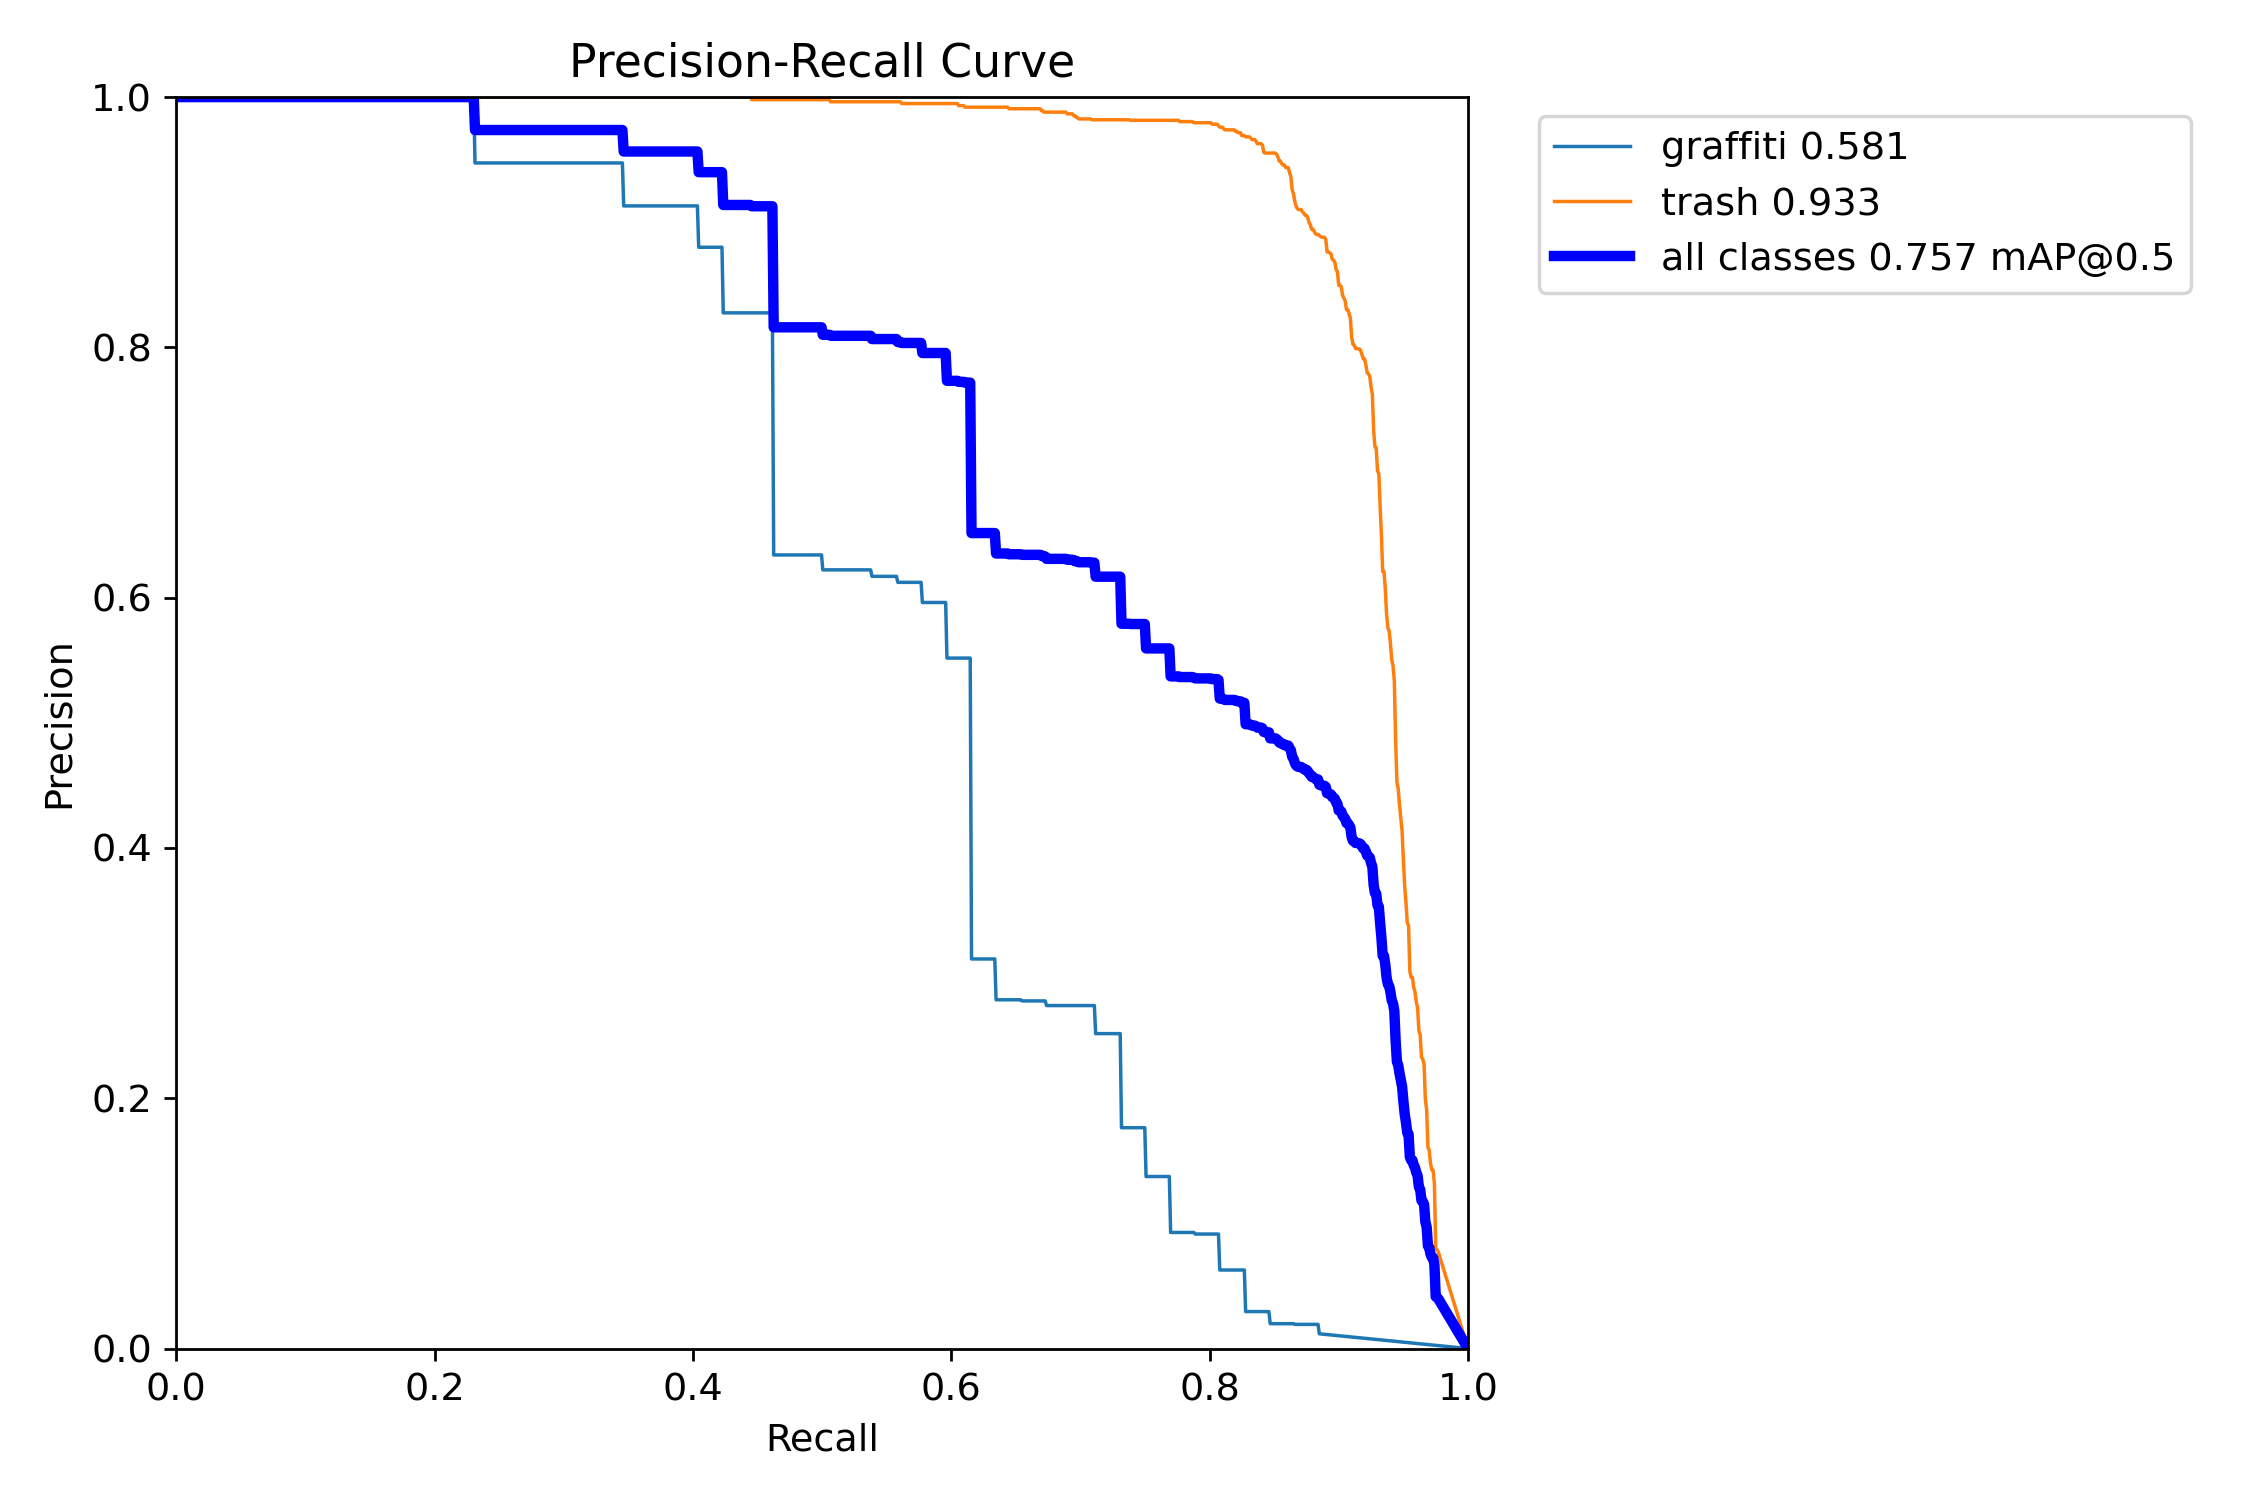 Precision-Recall Curve
graffiti 0.581
trash 0.933
all classes 0.757 mAP@0.5
Precision
1.0
0.8
0.6
0.4
0.2
0.0
0.0 0.2 0.4 0.6 0.8 1.0
Recall